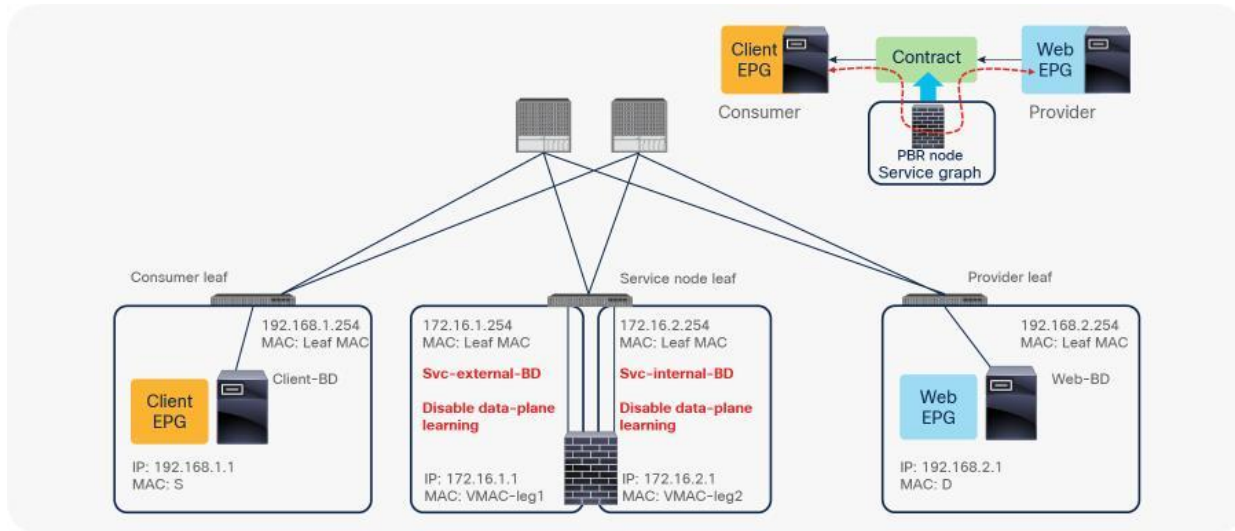 Client
EPG
Contract
Web
EPG
Consumer
Provider
PBR node
Service graph
Consumer leaf
Service node leaf
Provider leaf
192.168.1.254
MAC: Leaf MAC
Client-BD
Client
EPG
IP: 192.168.1.1
MAC: S
172.16.1.254
MAC: Leaf MAC
Svc-external-BD
Disable data-plane
learning
IP: 172.16.1.1
MAC: VMAC-leg1
172.16.2.254
MAC: Leaf MAC
Svc-internal-BD
Disable data-plane
learning
IP: 172.16.2.1
MAC: VMAC-leg2
192.168.2.254
MAC: Leaf MAC
Web-BD
Web
EPG
IP: 192.168.2.1
MAC: D